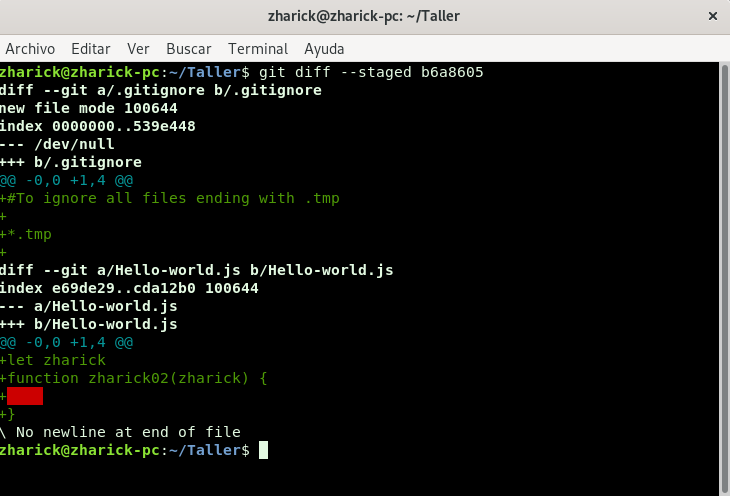 zharick@zharick-pc: ~/Taller ×
Archivo Editar Ver Buscar Terminal Ayuda
zharick@zharick-pc:~/Taller$ git diff --staged b6a8605
diff --git a/.gitignore b/.gitignore
new file mode 100644
index 0000000..539e448
--- /dev/null
+++ b/.gitignore
@@ -0,0 +1,4 @@
+#To ignore all files ending with .tmp
+
+*.tmp
+
diff --git a/Hello-world.js b/Hello-world.js
index e69de29..cda12b0 100644
--- a/Hello-world.js
+++ b/Hello-world.js
@@ -0,0 +1,4 @@
+let zharick
+function zharick02(zharick) {
+
+}
\ No newline at end of file
zharick@zharick-pc:~/Taller$